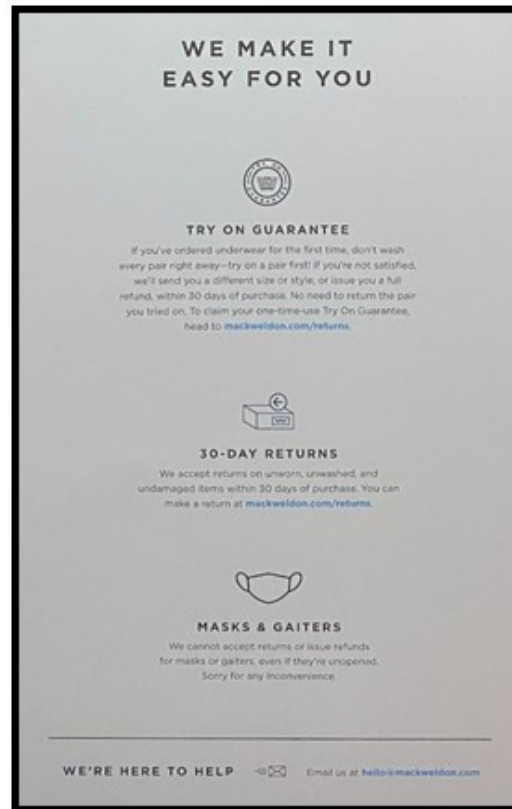 WE MAKE IT
EASY FOR YOU
TRY ON GUARANTEE
If you've ordered underwear for the first time, don't wash
every pair right away—try on a pair first! If you're not satisfied,
we'll send you a different size or style, or issue you a full
refund, within 30 days of purchase. No need to return the pair
you tried on. To claim your one-time-use Try On Guarantee,
head to mackweldon.com/returns.
30-DAY RETURNS
We accept returns on unworn, unwashed, and
undamaged items within 30 days of purchase. You can
make a return at mackweldon.com/returns.
MASKS & GAITERS
We cannot accept returns or issue refunds
for masks or gaiters, even if they're unopened.
Sorry for any inconvenience.
WE'RE HERE TO HELP Email us at hello@mackweldon.com